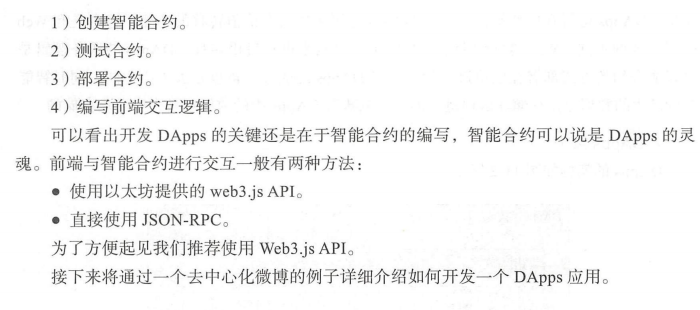 1）创建智能合约。
2）测试合约。
3）部署合约。
4）编写前端交互逻辑。
可以看出开发 DApps 的关键还是在于智能合约的编写，智能合约可以说是 DApps 的灵
魂。前端与智能合约进行交互一般有两种方法：
● 使用以太坊提供的 web3.js API。
● 直接使用 JSON-RPC。
为了方便起见我们推荐使用 Web3.js API。
接下来将通过一个去中心化微博的例子详细介绍如何开发一个 DApps 应用。